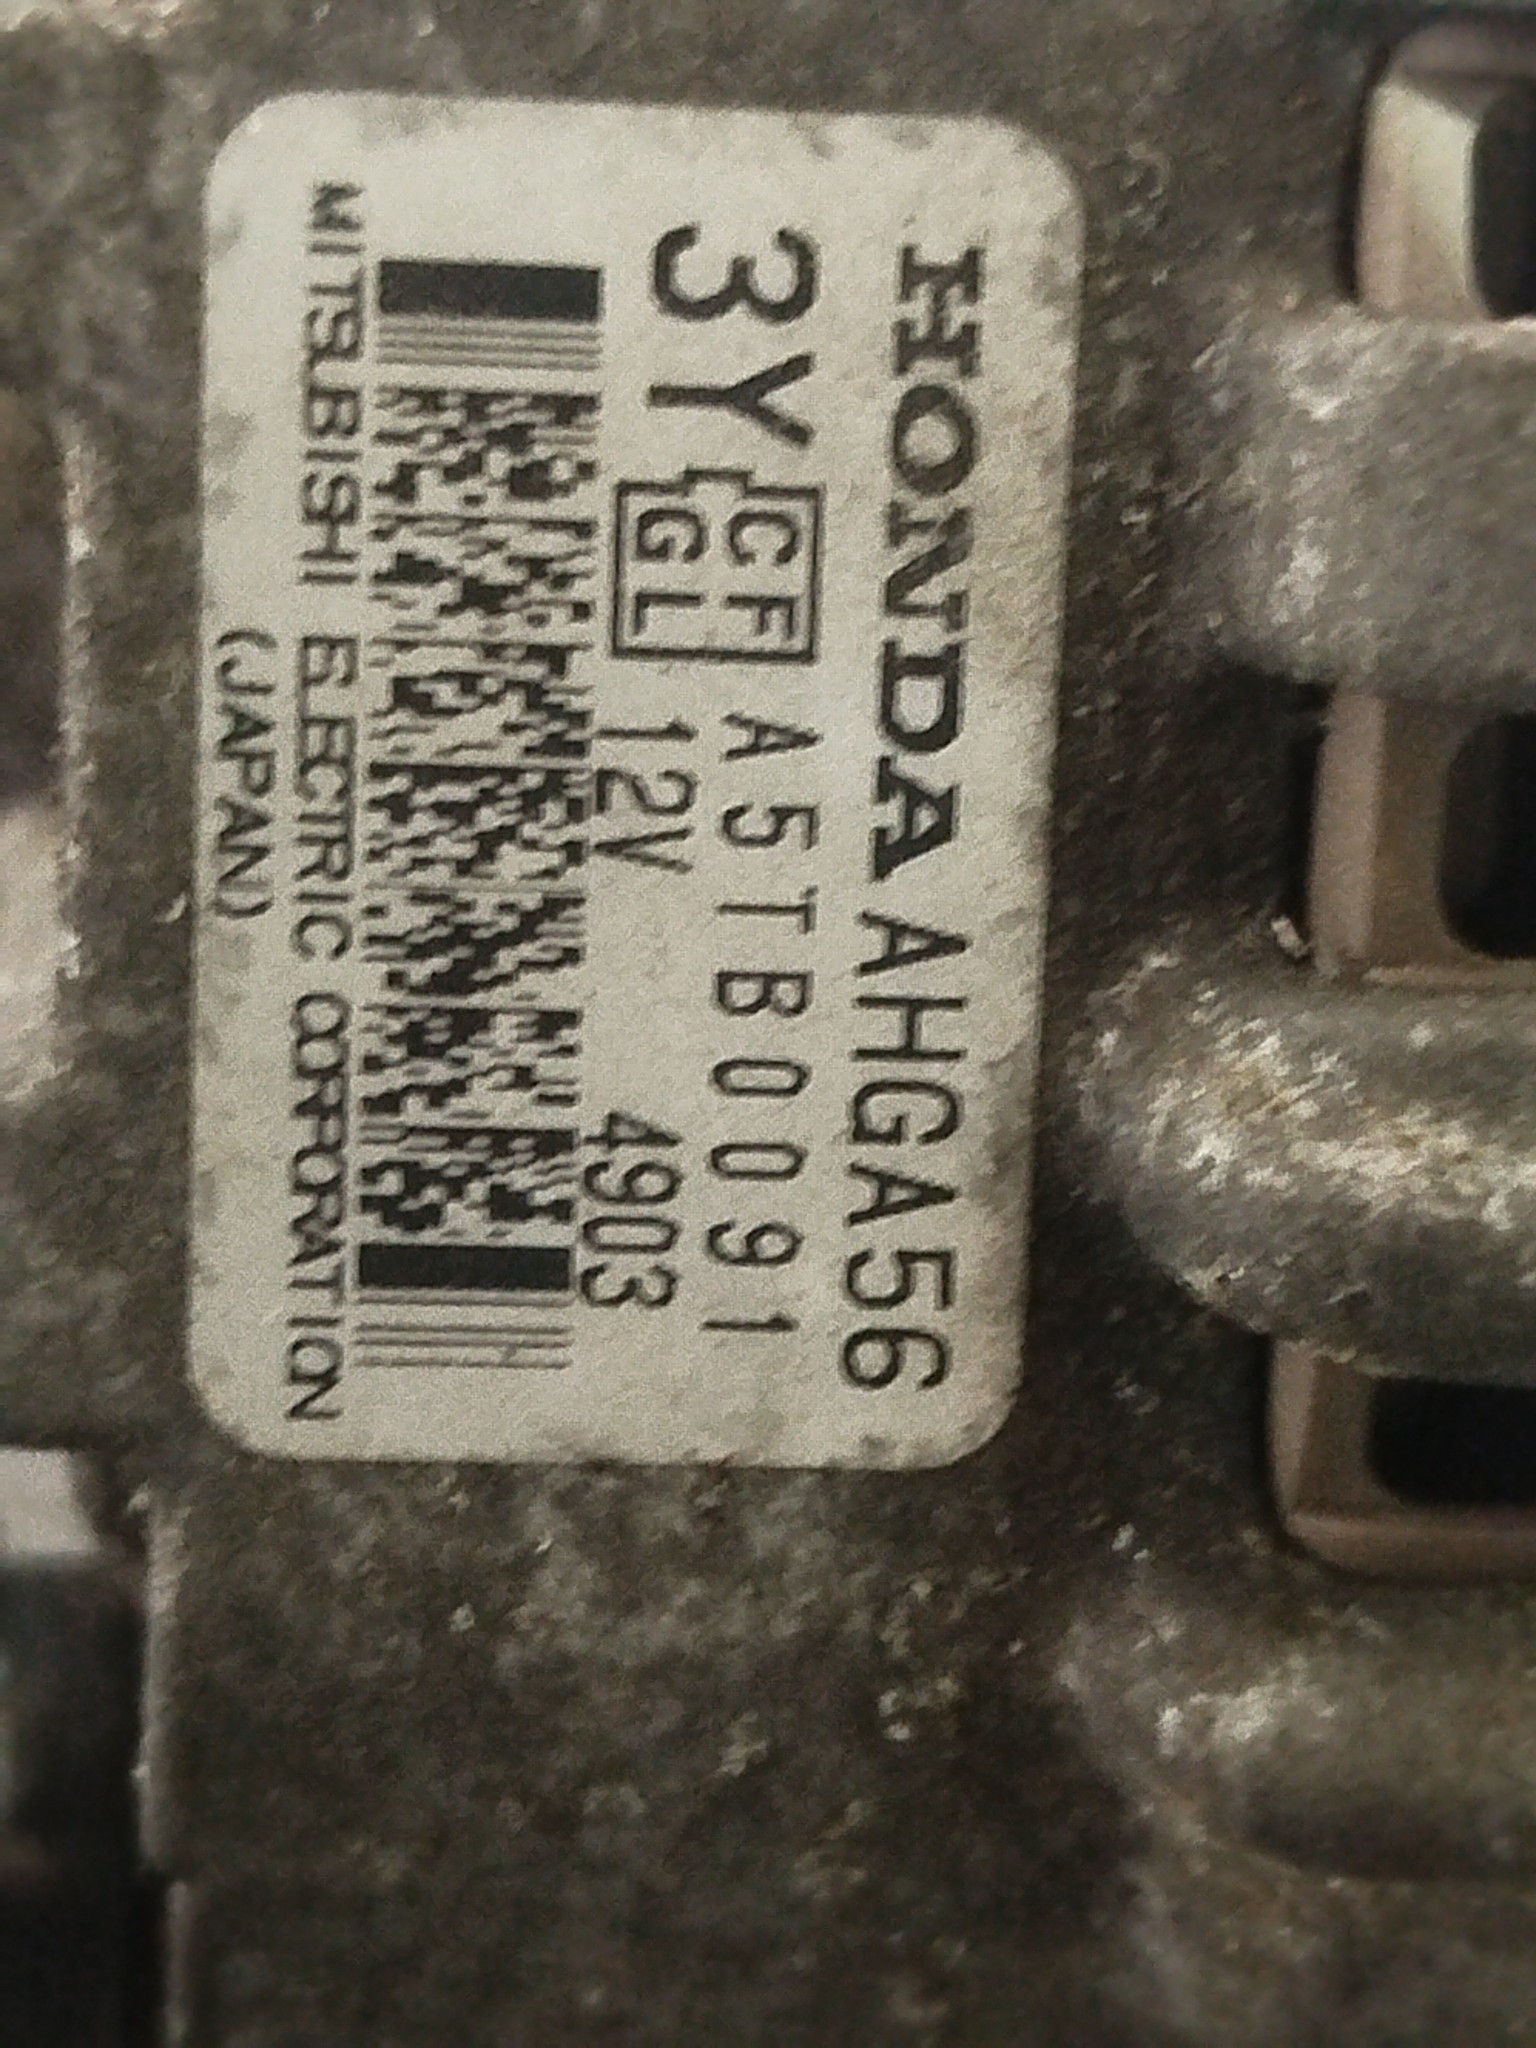 HONDA AHGA56
3Y CF GL A5TB0091
12V 4903
MITSUBISHI ELECTRIC CORPORATION
(JAPAN)